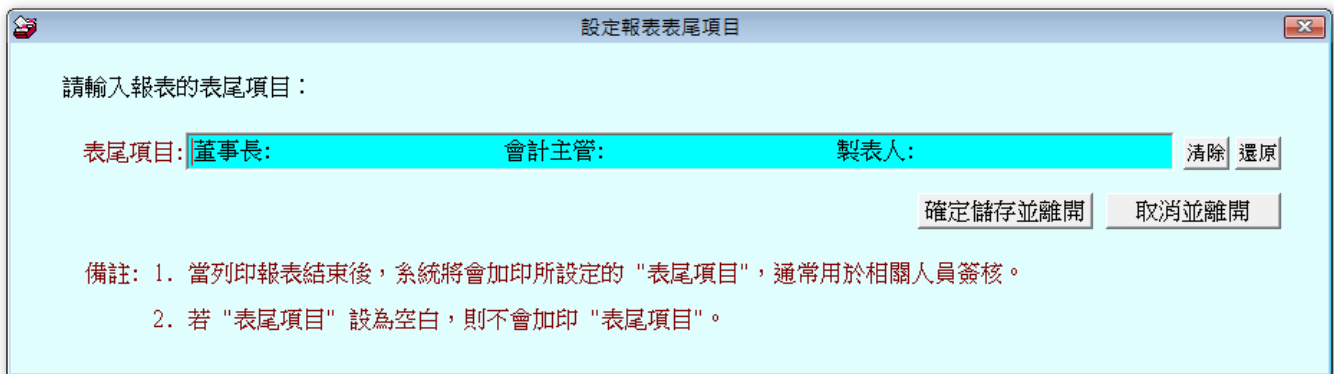 設定報表表尾項目
請輸入報表的表尾項目：
表尾項目: 董事長: 會計主管: 製表人: 清除 還原
確定儲存並離開 取消並離開
備註: 1. 當列印報表結束後，系統將會加印所設定的 "表尾項目"，通常用於相關人員簽核。
2. 若 "表尾項目" 設為空白，則不會加印 "表尾項目"。